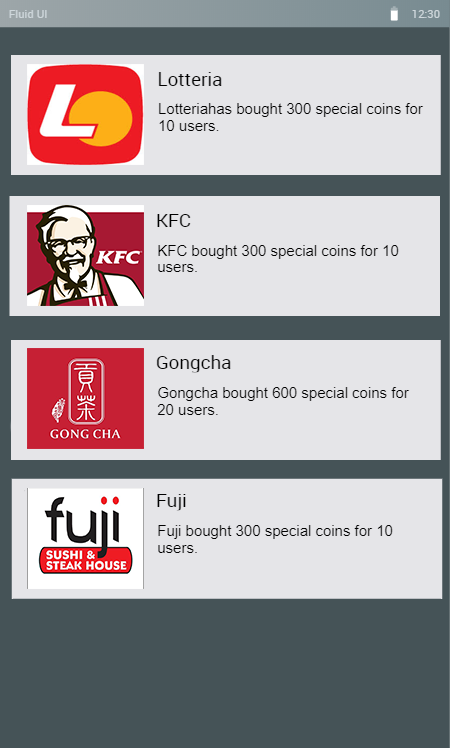 Fluid UI 12:30
LO
Lotteria
Lotteriahas bought 300 special coins for
10 users.
KFC
KFC
KFC bought 300 special coins for 10
users.
貢茶
GONG CHA
Gongcha
Gongcha bought 600 special coins for
20 users.
fuji
SUSHI &
STEAK HOUSE
Fuji
Fuji bought 300 special coins for 10
users.